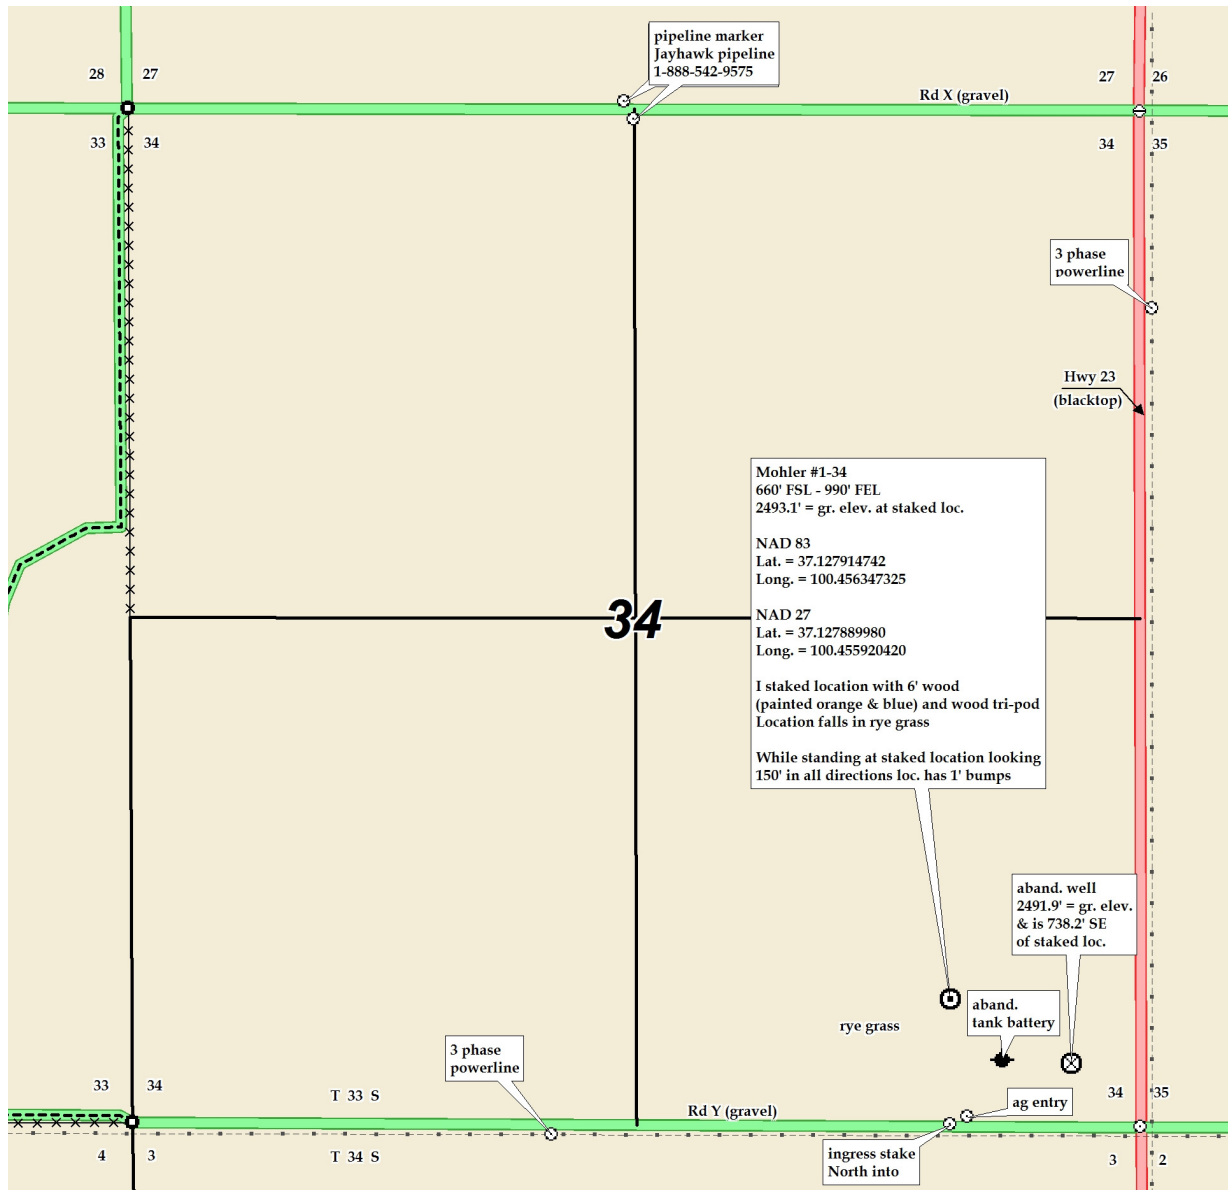 pipeline marker
Jayhawk pipeline
1-888-542-9575
28 27
27 26
Rd X (gravel)
33 34
34 35
3 phase
powerline
Hwy 23
(blacktop)
Mohler #1-34
660' FSL - 990' FEL
2493.1' = gr. elev. at staked loc.
NAD 83
Lat. = 37.127914742
Long. = 100.456347325
NAD 27
Lat. = 37.127889980
Long. = 100.455920420
I staked location with 6' wood
(painted orange & blue) and wood tri-pod
Location falls in rye grass
While standing at staked location looking
150' in all directions loc. has 1' bumps
34
aband. well
2491.9' = gr. elev.
& is 738.2' SE
of staked loc.
aband.
tank battery
rye grass
3 phase
powerline
33 34
T 33 S
34 35
ag entry
Rd Y (gravel)
ingress stake
North into
4 3
T 34 S
3 2